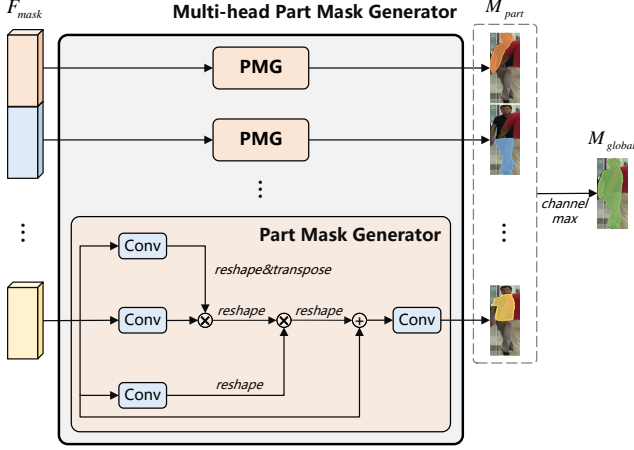 F_mask
Multi-head Part Mask Generator
M_part
PMG
PMG
M_global
⋮
⋮
⋮
channel
max
Part Mask Generator
Conv
reshape&transpose
Conv
reshape
reshape
Conv
Conv
reshape